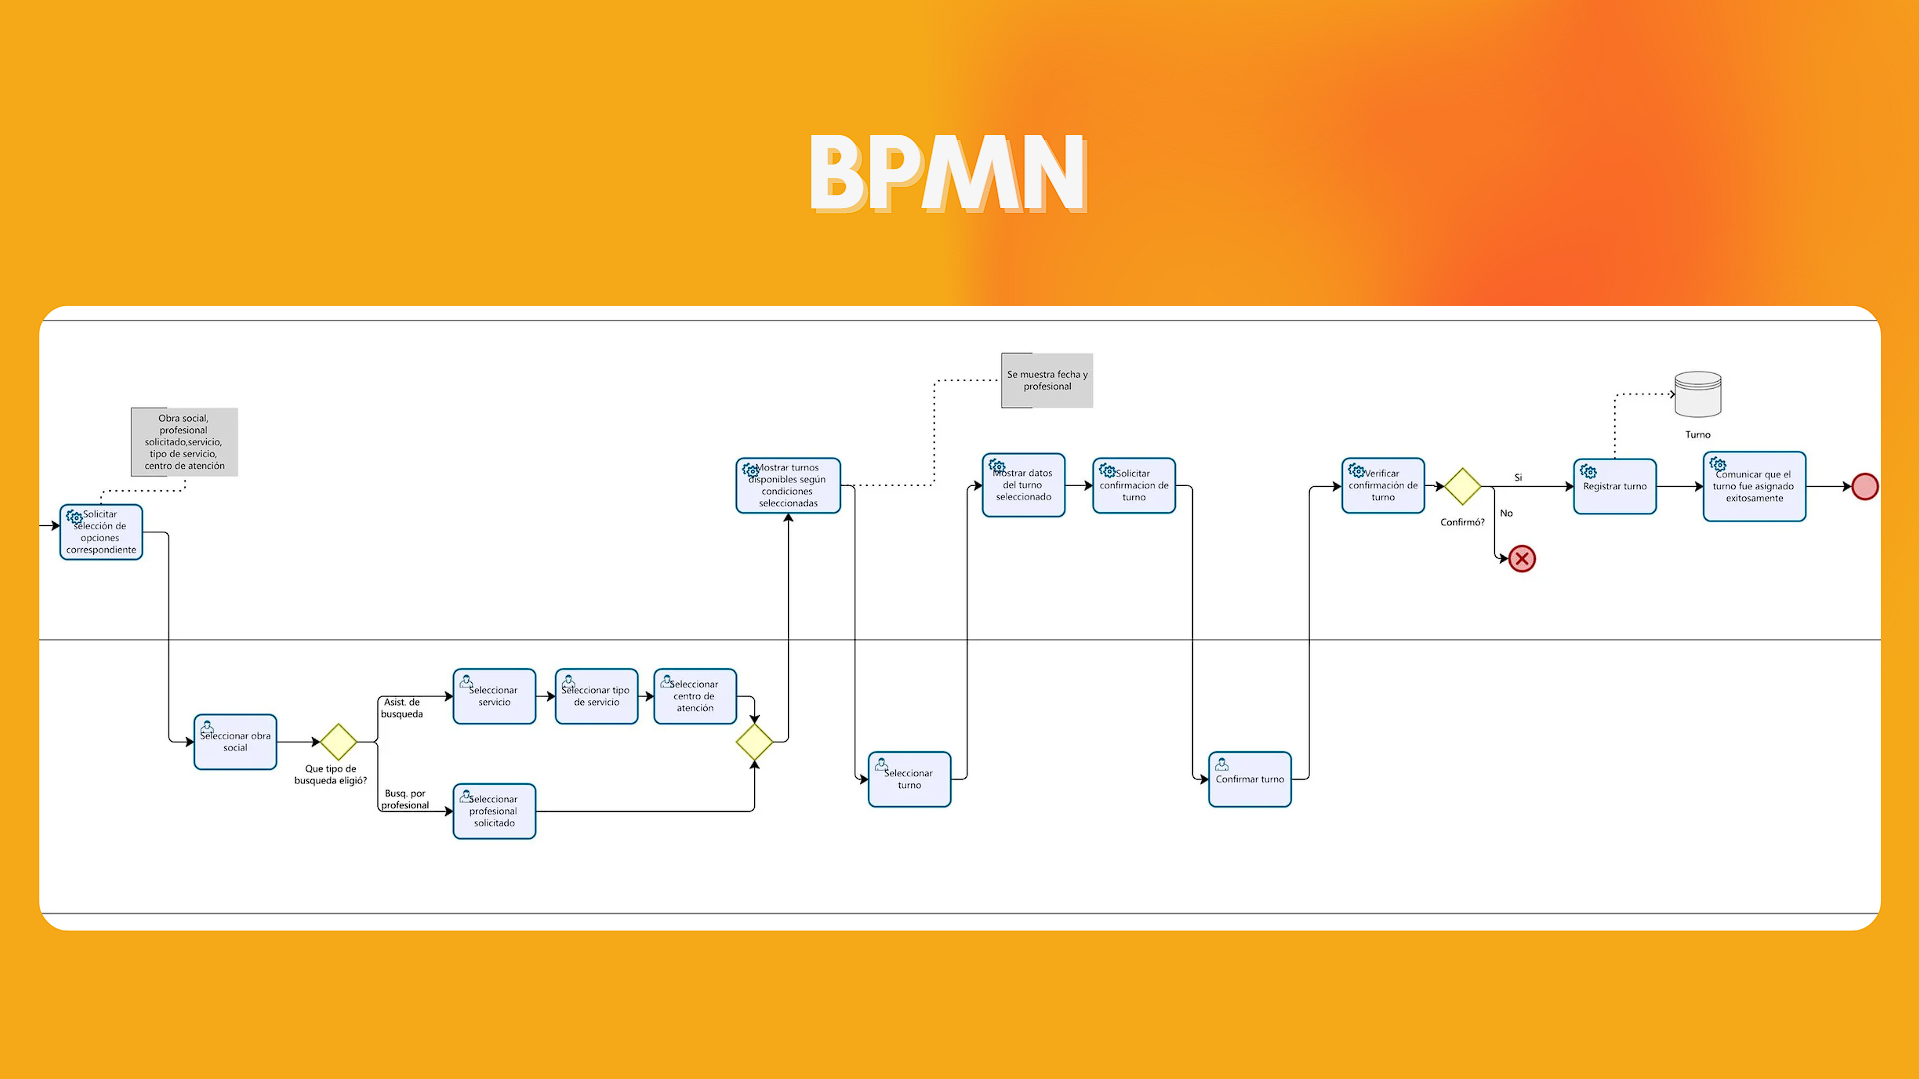 BPMN
Obra social,
profesional
solicitado,servicio,
tipo de servicio,
centro de atención
Solicitar
selección de
opciones
correspondiente
Seleccionar obra
social
Que tipo de
busqueda eligió?
Asist. de
busqueda
Busq. por
profesional
Seleccionar
servicio
Seleccionar tipo
de servicio
Seleccionar
centro de
atención
Seleccionar
profesional
solicitado
Mostrar turnos
disponibles según
condiciones
seleccionadas
Se muestra fecha y
profesional
Seleccionar
turno
Mostrar datos
del turno
seleccionado
Solicitar
confirmacion de
turno
Confirmar turno
Verificar
confirmación de
turno
Confirmó?
Si
No
Registrar turno
Turno
Comunicar que el
turno fue asignado
exitosamente